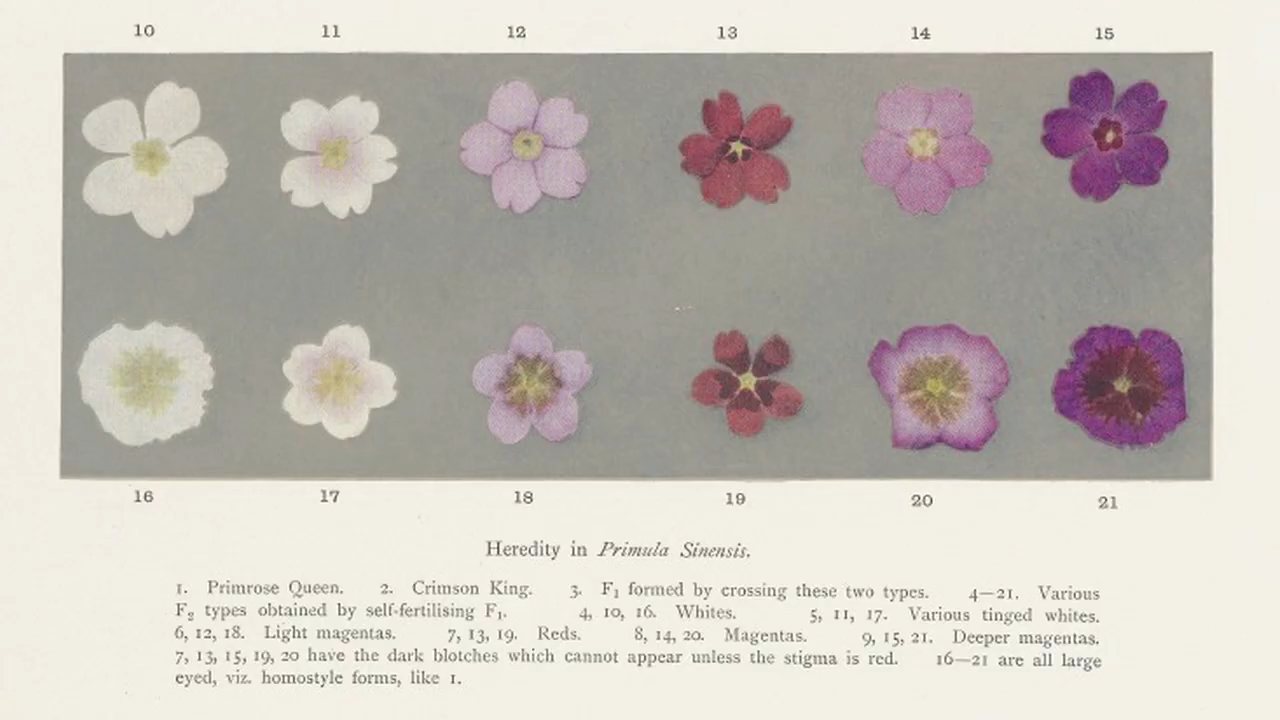 10 11 12 13 14 15
16 17 18 19 20 21
Heredity in Primula Sinensis.
1. Primrose Queen. 2. Crimson King. 3. F₁ formed by crossing these two types. 4—21. Various
F₂ types obtained by self-fertilising F₁. 4, 10, 16. Whites. 5, 11, 17. Various tinged whites.
6, 12, 18. Light magentas. 7, 13, 19. Reds. 8, 14, 20. Magentas. 9, 15, 21. Deeper magentas.
7, 13, 15, 19, 20 have the dark blotches which cannot appear unless the stigma is red. 16—21 are all large
eyed, viz. homostyle forms, like 1.